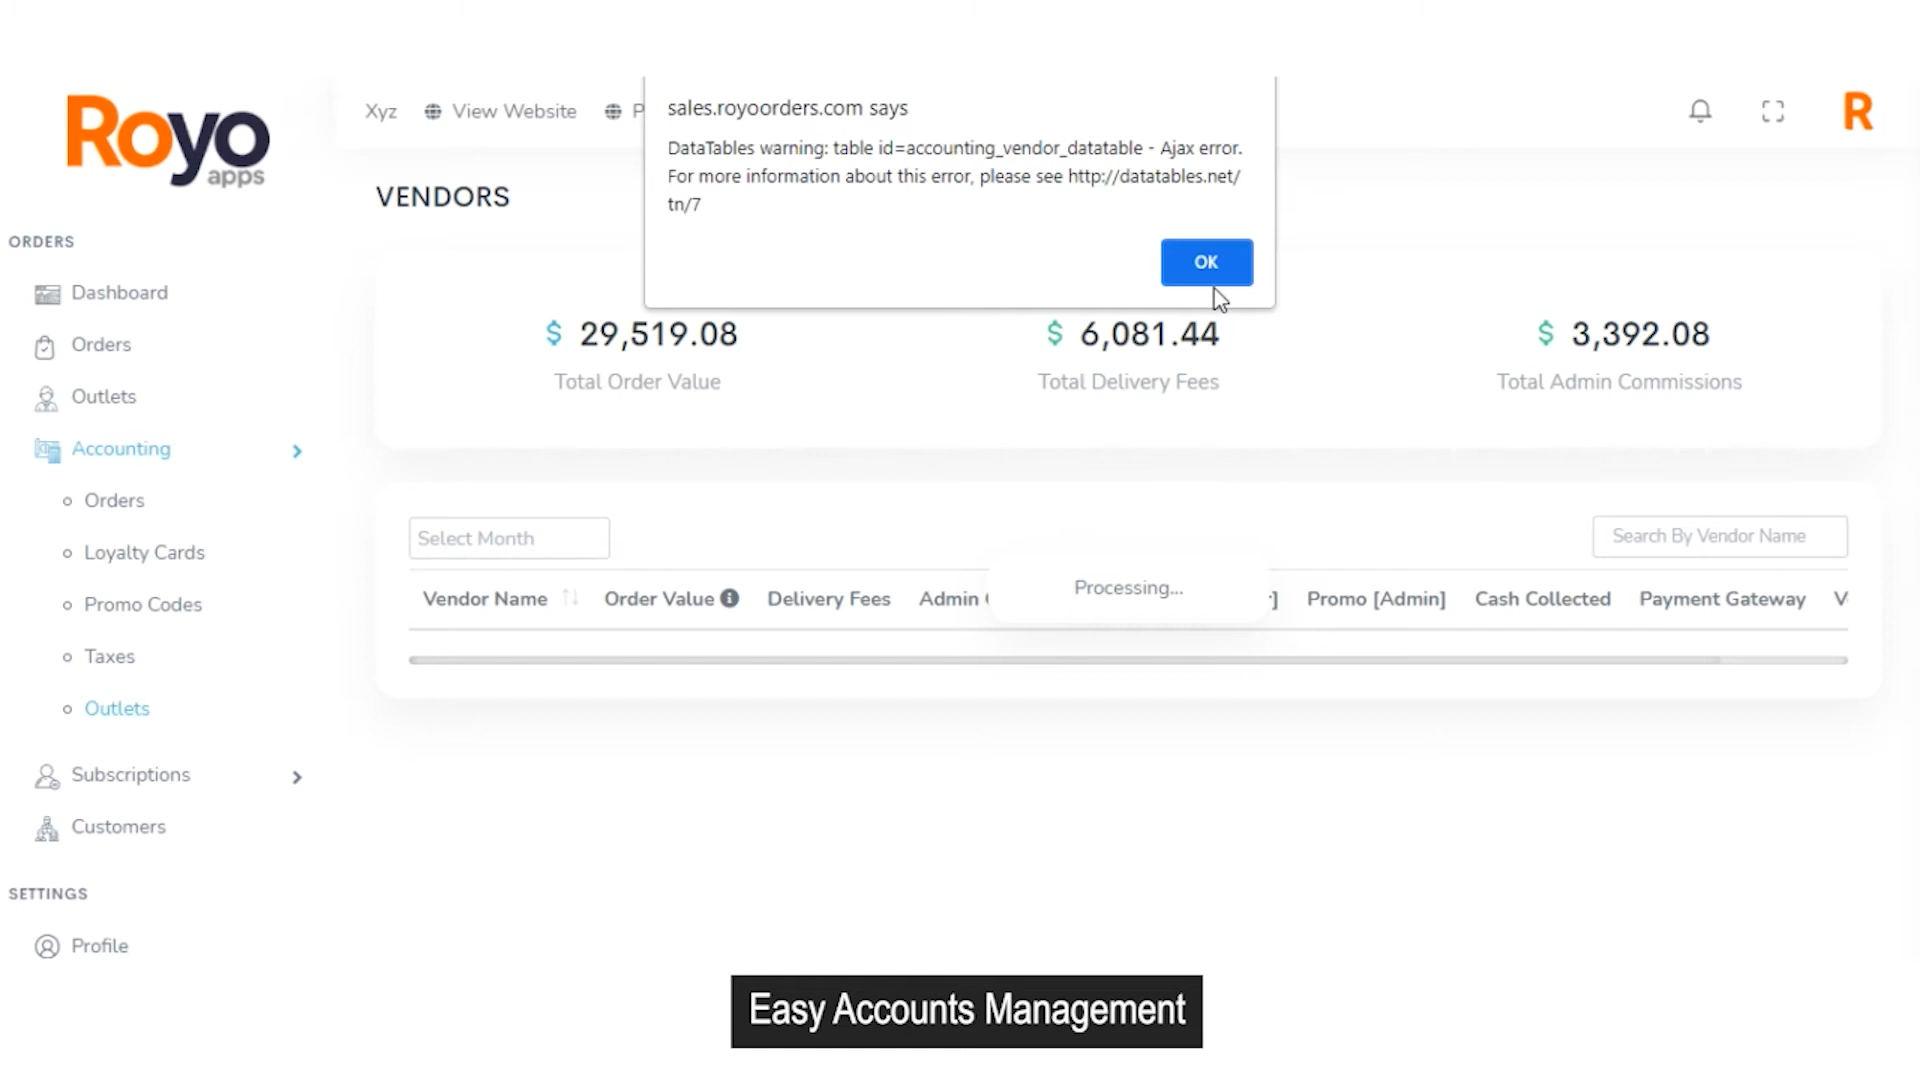 Royo
apps
Xyz
View Website
P
R
sales.royoorders.com says
DataTables warning: table id=accounting_vendor_datatable - Ajax error.
For more information about this error, please see http://datatables.net/
tn/7
OK
VENDORS
ORDERS
Dashboard
Orders
Outlets
Accounting
Orders
Loyalty Cards
Promo Codes
Taxes
Outlets
Subscriptions
Customers
SETTINGS
Profile
$ 29,519.08
Total Order Value
$ 6,081.44
Total Delivery Fees
$ 3,392.08
Total Admin Commissions
Select Month
Search By Vendor Name
Processing...
Vendor Name Order Value Delivery Fees Admin r] Promo [Admin] Cash Collected Payment Gateway V
Easy Accounts Management